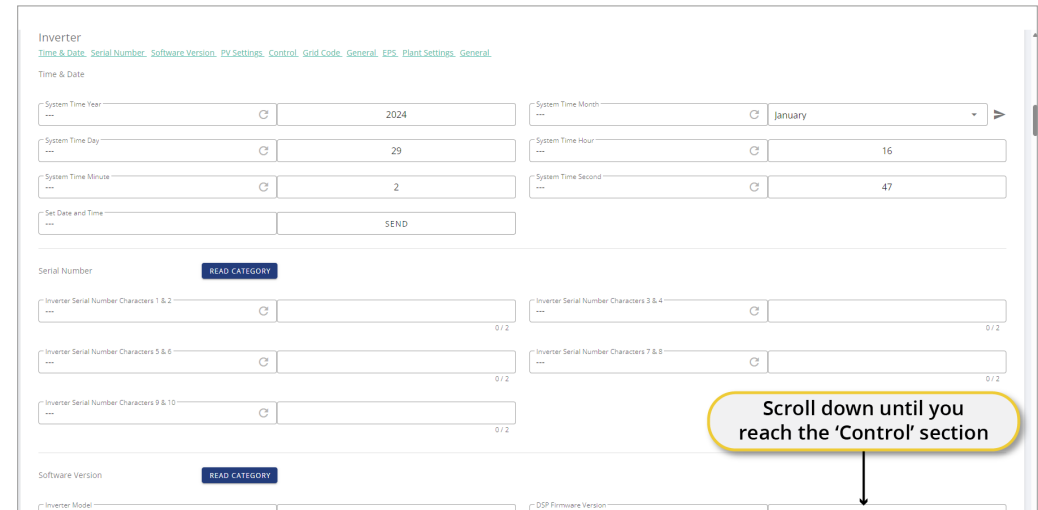 Inverter
Time & Date Serial Number Software Version PV Settings Control Grid Code General EPS Plant Settings General
Time & Date
System Time Year
--- 2024
System Time Month
--- January
System Time Day
--- 29
System Time Hour
--- 16
System Time Minute
--- 2
System Time Second
--- 47
Set Date and Time
--- SEND
Serial Number READ CATEGORY
Inverter Serial Number Characters 1 & 2
---
0 / 2
Inverter Serial Number Characters 3 & 4
---
0 / 2
Inverter Serial Number Characters 5 & 6
---
0 / 2
Inverter Serial Number Characters 7 & 8
---
0 / 2
Inverter Serial Number Characters 9 & 10
---
0 / 2
Scroll down until you
reach the ‘Control’ section
Software Version READ CATEGORY
Inverter Model
DSP Firmware Version